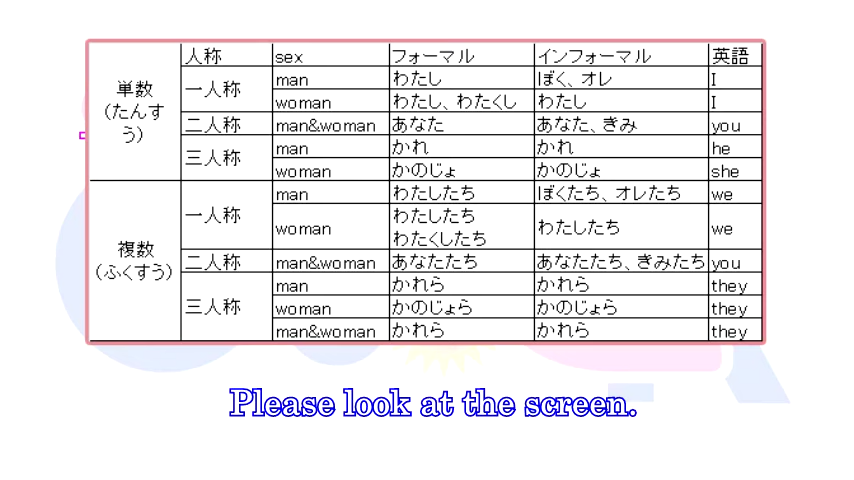 人称 sex フォーマル インフォーマル 英語
単数
(たんす
う)
一人称 man わたし ぼく、オレ I
woman わたし、わたくし わたし I
二人称 man&woman あなた あなた、きみ you
三人称 man かれ かれ he
woman かのじょ かのじょ she
複数
(ふくすう)
一人称 man わたしたち ぼくたち、オレたち we
woman わたしたち
わたくしたち わたしたち we
二人称 man&woman あなたたち あなたたち、きみたち you
三人称 man かれら かれら they
woman かのじょら かのじょら they
man&woman かれら かれら they
Please look at the screen.